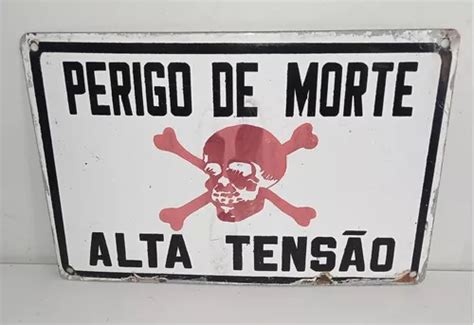 PERIGO DE MORTE
ALTA TENSÃO